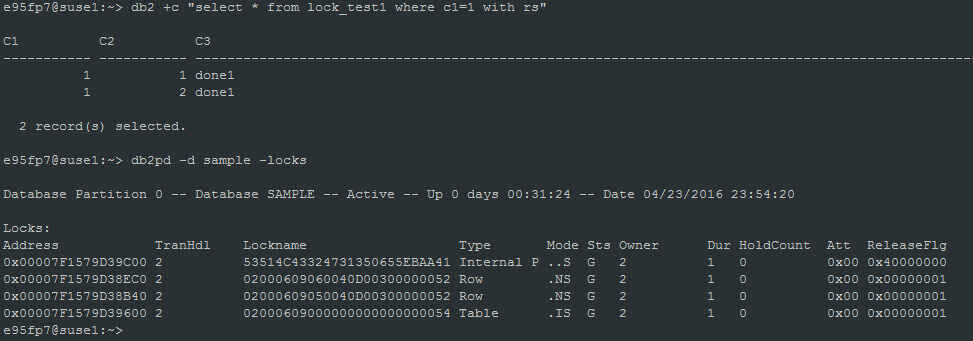 e95fp7@suse1:~> db2 +c "select * from lock_test1 where c1=1 with rs"
C1 C2 C3
----------- ----------- ----------------------------------------------------------------------------------------------------
1 1 done1
1 2 done1
2 record(s) selected.
e95fp7@suse1:~> db2pd -d sample -locks
Database Partition 0 -- Database SAMPLE -- Active -- Up 0 days 00:31:24 -- Date 04/23/2016 23:54:20
Locks:
Address TranHdl Lockname Type Mode Sts Owner Dur HoldCount Att ReleaseFlg
0x00007F1579D39C00 2 53514C43324731350655EBAA41 Internal P ..S G 2 1 0 0x00 0x40000000
0x00007F1579D38EC0 2 02000609060040D00300000052 Row .NS G 2 1 0 0x00 0x00000001
0x00007F1579D38B40 2 02000609050040D00300000052 Row .NS G 2 1 0 0x00 0x00000001
0x00007F1579D39600 2 02000609000000000000000054 Table .IS G 2 1 0 0x00 0x00000001
e95fp7@suse1:~>